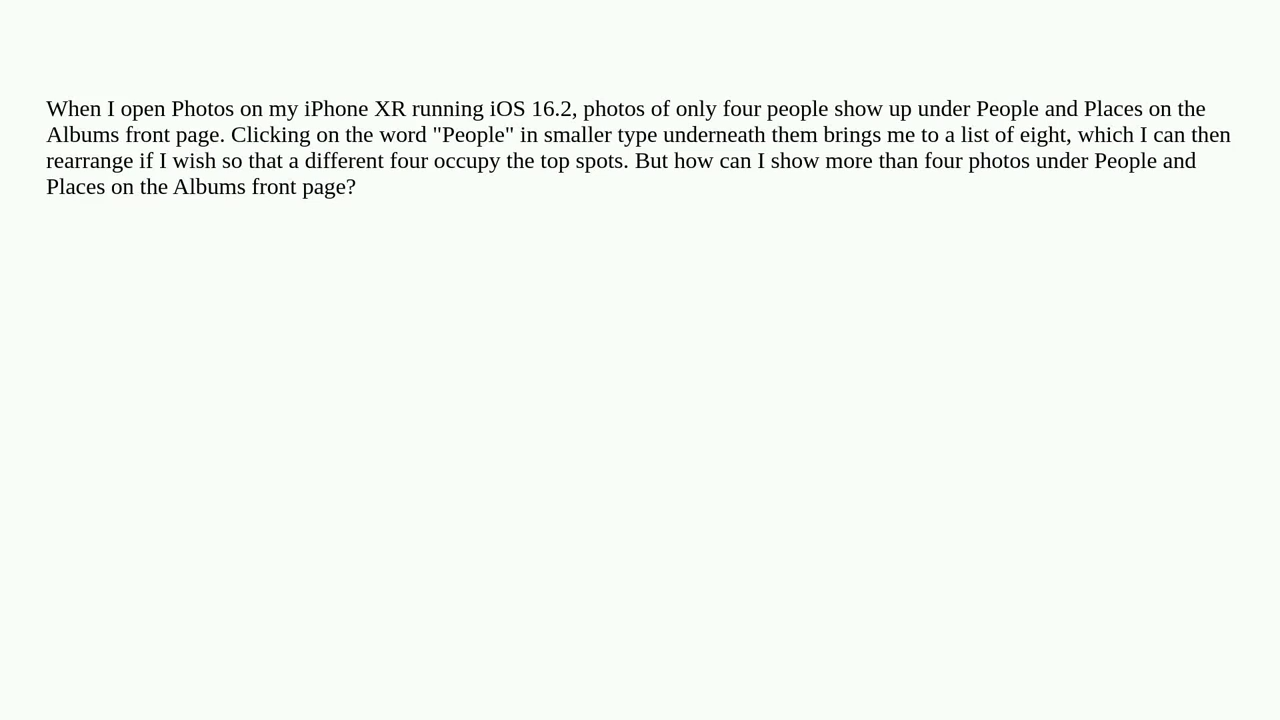 When I open Photos on my iPhone XR running iOS 16.2, photos of only four people show up under People and Places on the
Albums front page. Clicking on the word "People" in smaller type underneath them brings me to a list of eight, which I can then
rearrange if I wish so that a different four occupy the top spots. But how can I show more than four photos under People and
Places on the Albums front page?